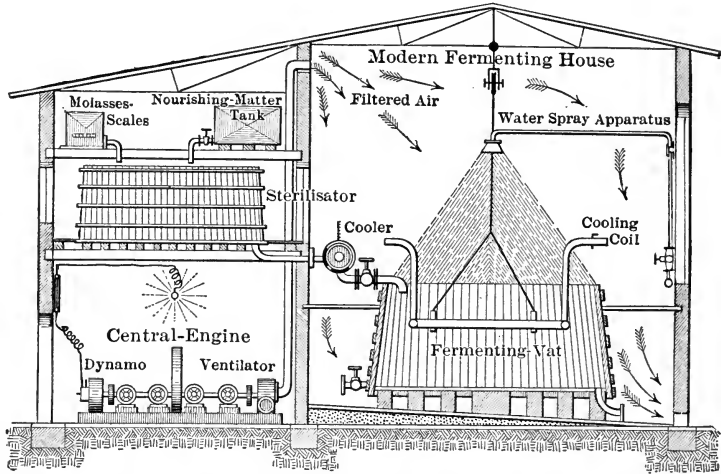 Modern Fermenting House
Molasses-
Scales
Nourishing-Matter
Tank
Filtered Air
Water Spray Apparatus
Sterilisator
Cooler
Cooling
Coil
Central-Engine
Dynamo
Ventilator
Fermenting-Vat